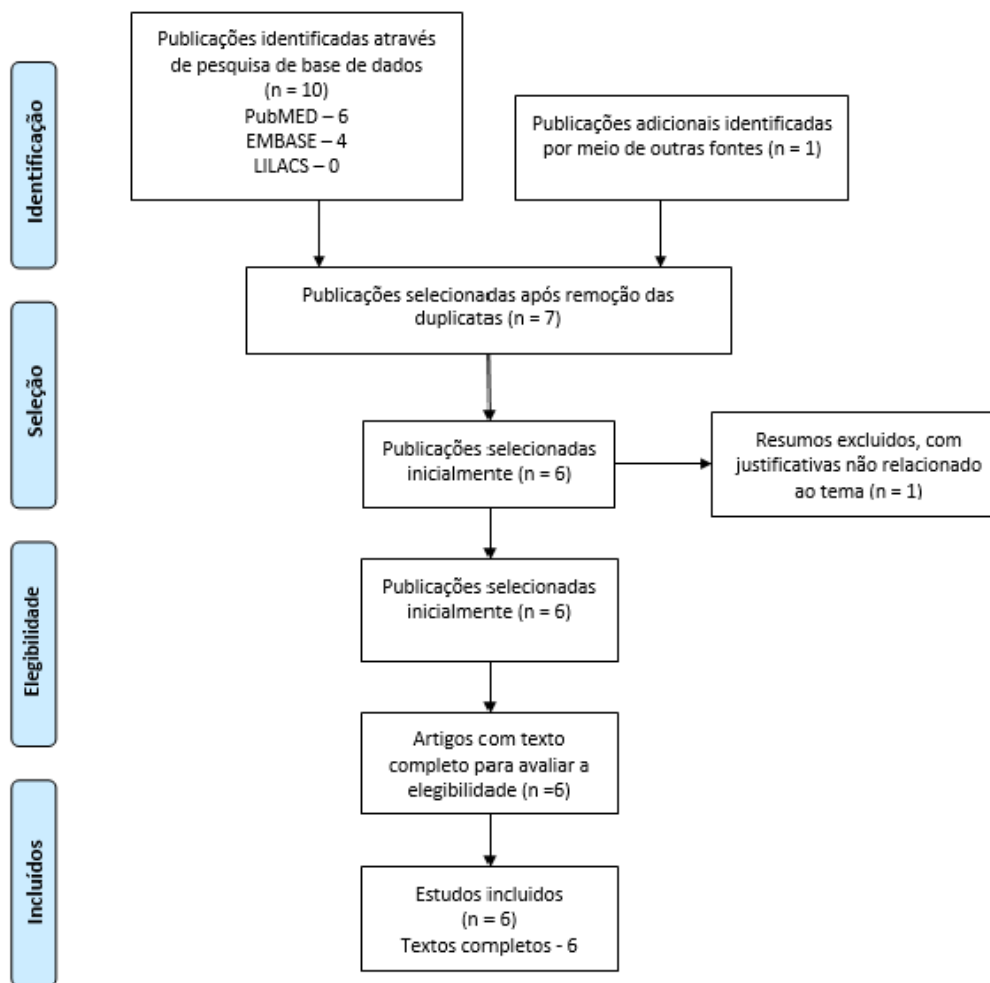 Identificação
Publicações identificadas através
de pesquisa de base de dados
(n = 10)
PubMED – 6
EMBASE – 4
LILACS – 0
Publicações adicionais identificadas
por meio de outras fontes (n = 1)
Seleção
Publicações selecionadas após remoção das
duplicatas (n = 7)
Publicações selecionadas
inicialmente (n = 6)
Resumos excluidos, com
justificativas não relacionado
ao tema (n = 1)
Elegibilidade
Publicações selecionadas
inicialmente (n = 6)
Artigos com texto
completo para avaliar a
elegibilidade (n =6)
Incluídos
Estudos incluidos
(n = 6)
Textos completos - 6